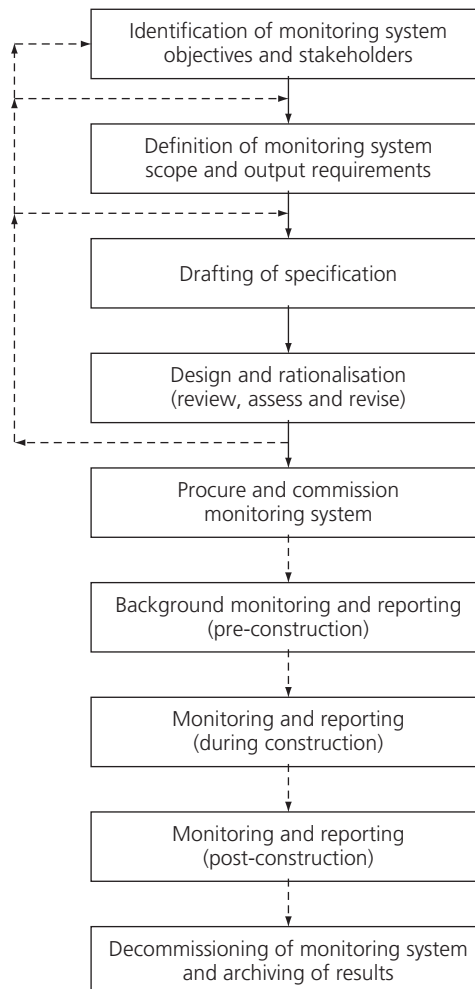 Identification of monitoring system
objectives and stakeholders
Definition of monitoring system
scope and output requirements
Drafting of specification
Design and rationalisation
(review, assess and revise)
Procure and commission
monitoring system
Background monitoring and reporting
(pre-construction)
Monitoring and reporting
(during construction)
Monitoring and reporting
(post-construction)
Decommissioning of monitoring system
and archiving of results